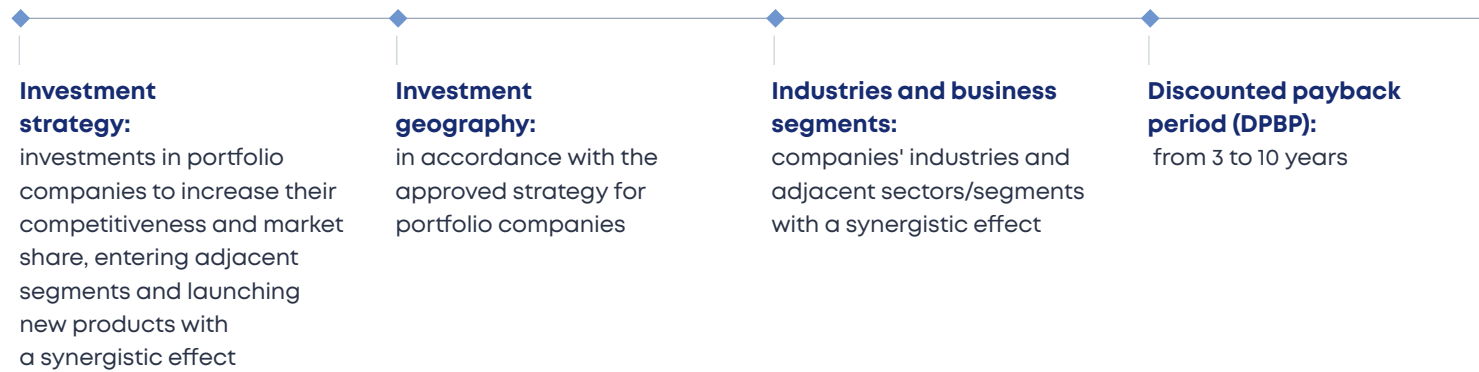 Investment
strategy:
investments in portfolio
companies to increase their
competitiveness and market
share, entering adjacent
segments and launching
new products with
a synergistic effect
Investment
geography:
in accordance with the
approved strategy for
portfolio companies
Industries and business
segments:
companies' industries and
adjacent sectors/segments
with a synergistic effect
Discounted payback
period (DPBP):
from 3 to 10 years